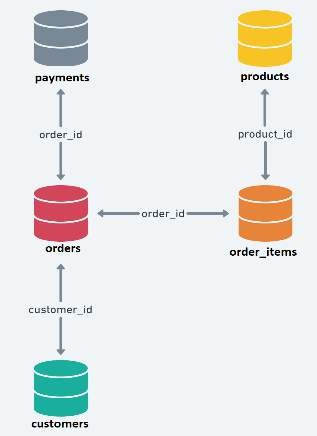 payments
products
order_id
product_id
orders
order_id
order_items
customer_id
customers